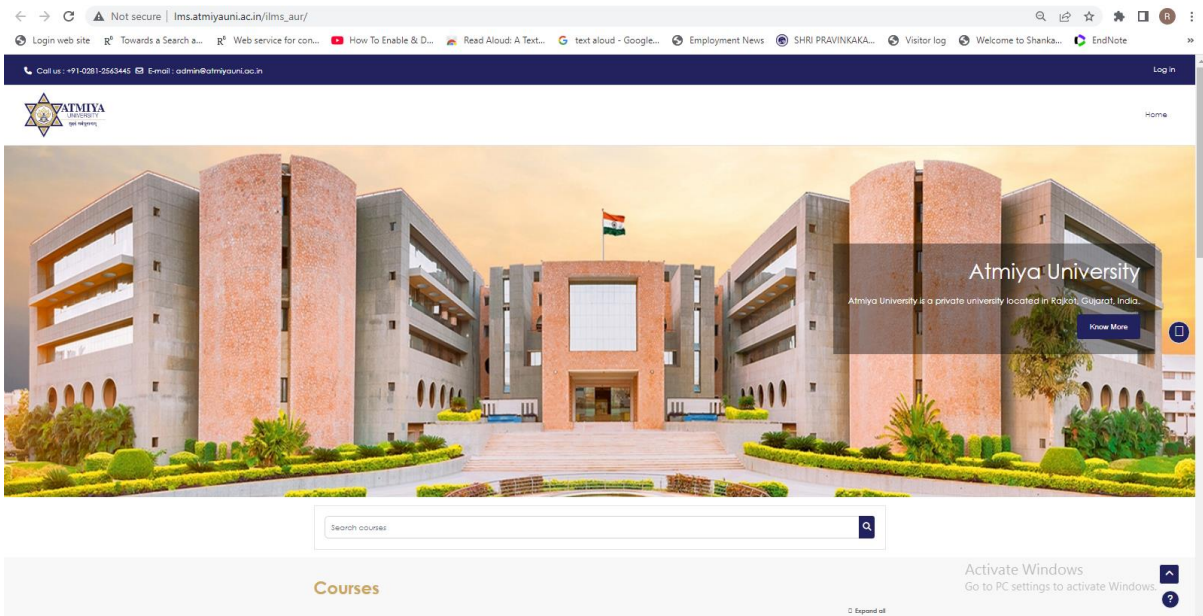 Not secure | lms.atmiyauni.ac.in/ilms_aur/
R
Login web site
Towards a Search a...
Web service for con...
How To Enable & D...
Read Aloud: A Text...
text aloud - Google...
Employment News
SHRI PRAVINKAKA...
Visitor log
Welcome to Shanka...
EndNote
»
Call us : +91-0281-2563445 E-mail : admin@atmiyauni.ac.in
Log in
ATMIYA
UNIVERSITY
Home
Atmiya University
Atmiya University is a private university located in Rajkot, Gujarat, India.
Know More
Search courses
Courses
Expand all
Activate Windows
Go to PC settings to activate Windows.
?